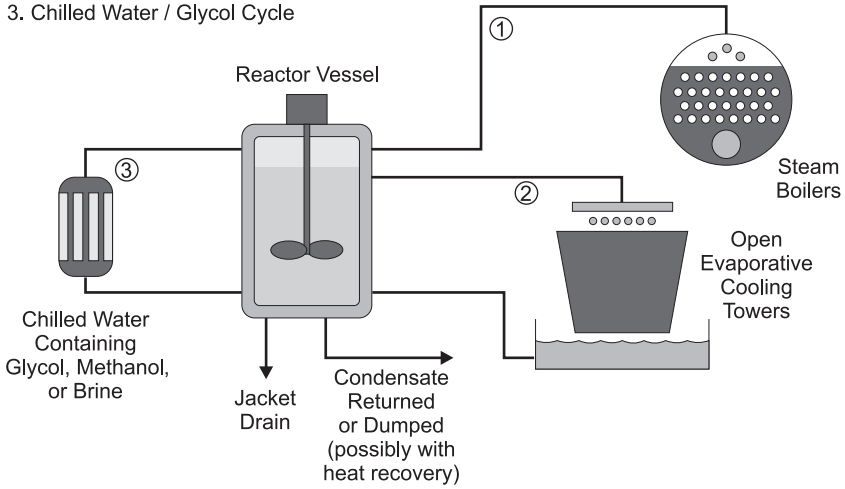 3. Chilled Water / Glycol Cycle
①
Reactor Vessel
③
②
Steam
Boilers
Open
Evaporative
Cooling
Towers
Chilled Water
Containing
Glycol, Methanol,
or Brine
Jacket
Drain
Condensate
Returned
or Dumped
(possibly with
heat recovery)